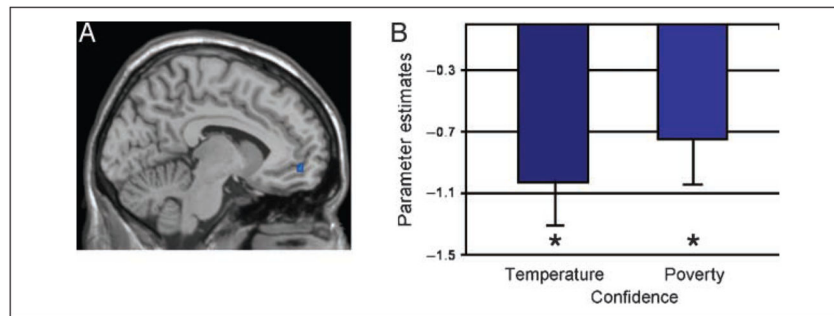 A
B
Parameter estimates
−0.3
−0.7
−1.1
−1.5
*
*
Temperature
Poverty
Confidence